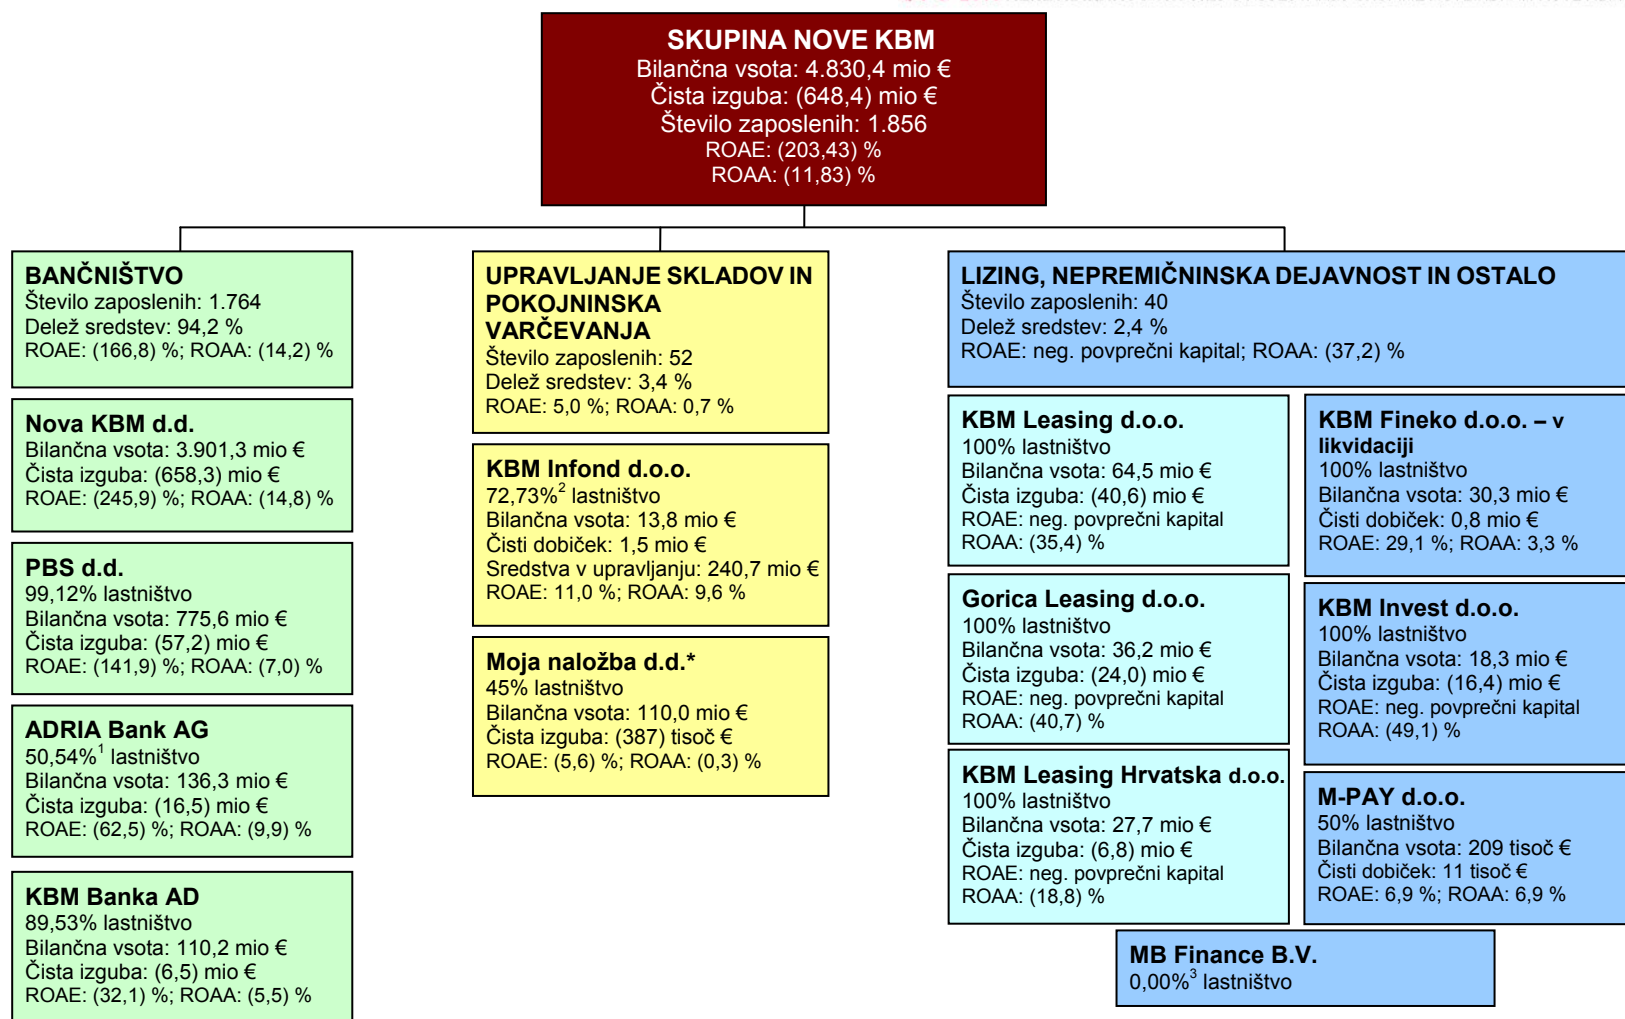 SKUPINA NOVE KBM
Bilančna vsota: 4.830,4 mio €
Čista izguba: (648,4) mio €
Število zaposlenih: 1.856
ROAE: (203,43) %
ROAA: (11,83) %
BANČNIŠTVO
Število zaposlenih: 1.764
Delež sredstev: 94,2 %
ROAE: (166,8) %; ROAA: (14,2) %
Nova KBM d.d.
Bilančna vsota: 3.901,3 mio €
Čista izguba: (658,3) mio €
ROAE: (245,9) %; ROAA: (14,8) %
PBS d.d.
99,12% lastništvo
Bilančna vsota: 775,6 mio €
Čista izguba: (57,2) mio €
ROAE: (141,9) %; ROAA: (7,0) %
ADRIA Bank AG
50,54%1 lastništvo
Bilančna vsota: 136,3 mio €
Čista izguba: (16,5) mio €
ROAE: (62,5) %; ROAA: (9,9) %
KBM Banka AD
89,53% lastništvo
Bilančna vsota: 110,2 mio €
Čista izguba: (6,5) mio €
ROAE: (32,1) %; ROAA: (5,5) %
UPRAVLJANJE SKLADOV IN
POKOJNINSKA
VARČEVANJA
Število zaposlenih: 52
Delež sredstev: 3,4 %
ROAE: 5,0 %; ROAA: 0,7 %
KBM Infond d.o.o.
72,73%2 lastništvo
Bilančna vsota: 13,8 mio €
Čisti dobiček: 1,5 mio €
Sredstva v upravljanju: 240,7 mio €
ROAE: 11,0 %; ROAA: 9,6 %
Moja naložba d.d.*
45% lastništvo
Bilančna vsota: 110,0 mio €
Čista izguba: (387) tisoč €
ROAE: (5,6) %; ROAA: (0,3) %
LIZING, NEPREMIČNINSKA DEJAVNOST IN OSTALO
Število zaposlenih: 40
Delež sredstev: 2,4 %
ROAE: neg. povprečni kapital; ROAA: (37,2) %
KBM Leasing d.o.o.
100% lastništvo
Bilančna vsota: 64,5 mio €
Čista izguba: (40,6) mio €
ROAE: neg. povprečni kapital
ROAA: (35,4) %
Gorica Leasing d.o.o.
100% lastništvo
Bilančna vsota: 36,2 mio €
Čista izguba: (24,0) mio €
ROAE: neg. povprečni kapital
ROAA: (40,7) %
KBM Leasing Hrvatska d.o.o.
100% lastništvo
Bilančna vsota: 27,7 mio €
Čista izguba: (6,8) mio €
ROAE: neg. povprečni kapital
ROAA: (18,8) %
KBM Fineko d.o.o. – v
likvidaciji
100% lastništvo
Bilančna vsota: 30,3 mio €
Čisti dobiček: 0,8 mio €
ROAE: 29,1 %; ROAA: 3,3 %
KBM Invest d.o.o.
100% lastništvo
Bilančna vsota: 18,3 mio €
Čista izguba: (16,4) mio €
ROAE: neg. povprečni kapital
ROAA: (49,1) %
M-PAY d.o.o.
50% lastništvo
Bilančna vsota: 209 tisoč €
Čisti dobiček: 11 tisoč €
ROAE: 6,9 %; ROAA: 6,9 %
MB Finance B.V.
0,00%3 lastništvo